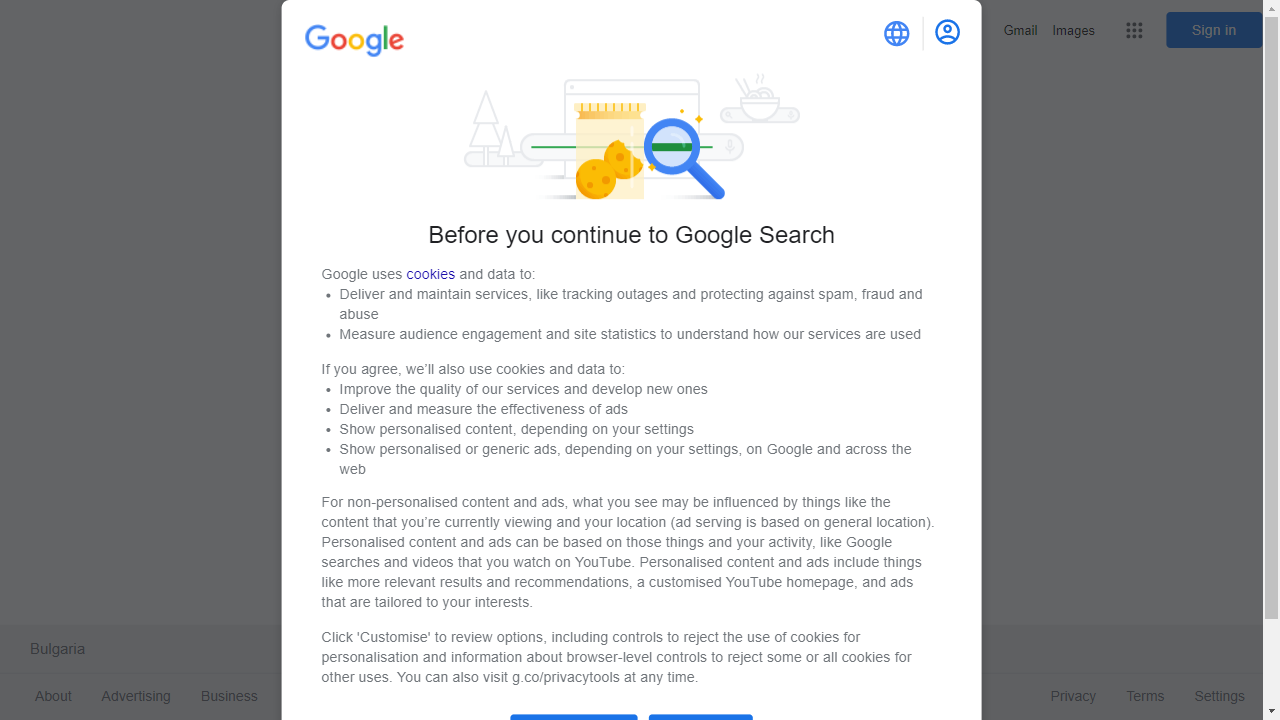 Google
Gmail Images Sign in
Before you continue to Google Search
Google uses cookies and data to:
• Deliver and maintain services, like tracking outages and protecting against spam, fraud and
abuse
• Measure audience engagement and site statistics to understand how our services are used
If you agree, we’ll also use cookies and data to:
• Improve the quality of our services and develop new ones
• Deliver and measure the effectiveness of ads
• Show personalised content, depending on your settings
• Show personalised or generic ads, depending on your settings, on Google and across the
web
For non-personalised content and ads, what you see may be influenced by things like the
content that you’re currently viewing and your location (ad serving is based on general location).
Personalised content and ads can be based on those things and your activity, like Google
searches and videos that you watch on YouTube. Personalised content and ads include things
like more relevant results and recommendations, a customised YouTube homepage, and ads
that are tailored to your interests.
Click 'Customise' to review options, including controls to reject the use of cookies for
personalisation and information about browser-level controls to reject some or all cookies for
other uses. You can also visit g.co/privacytools at any time.
Bulgaria
About Advertising Business
Privacy Terms Settings